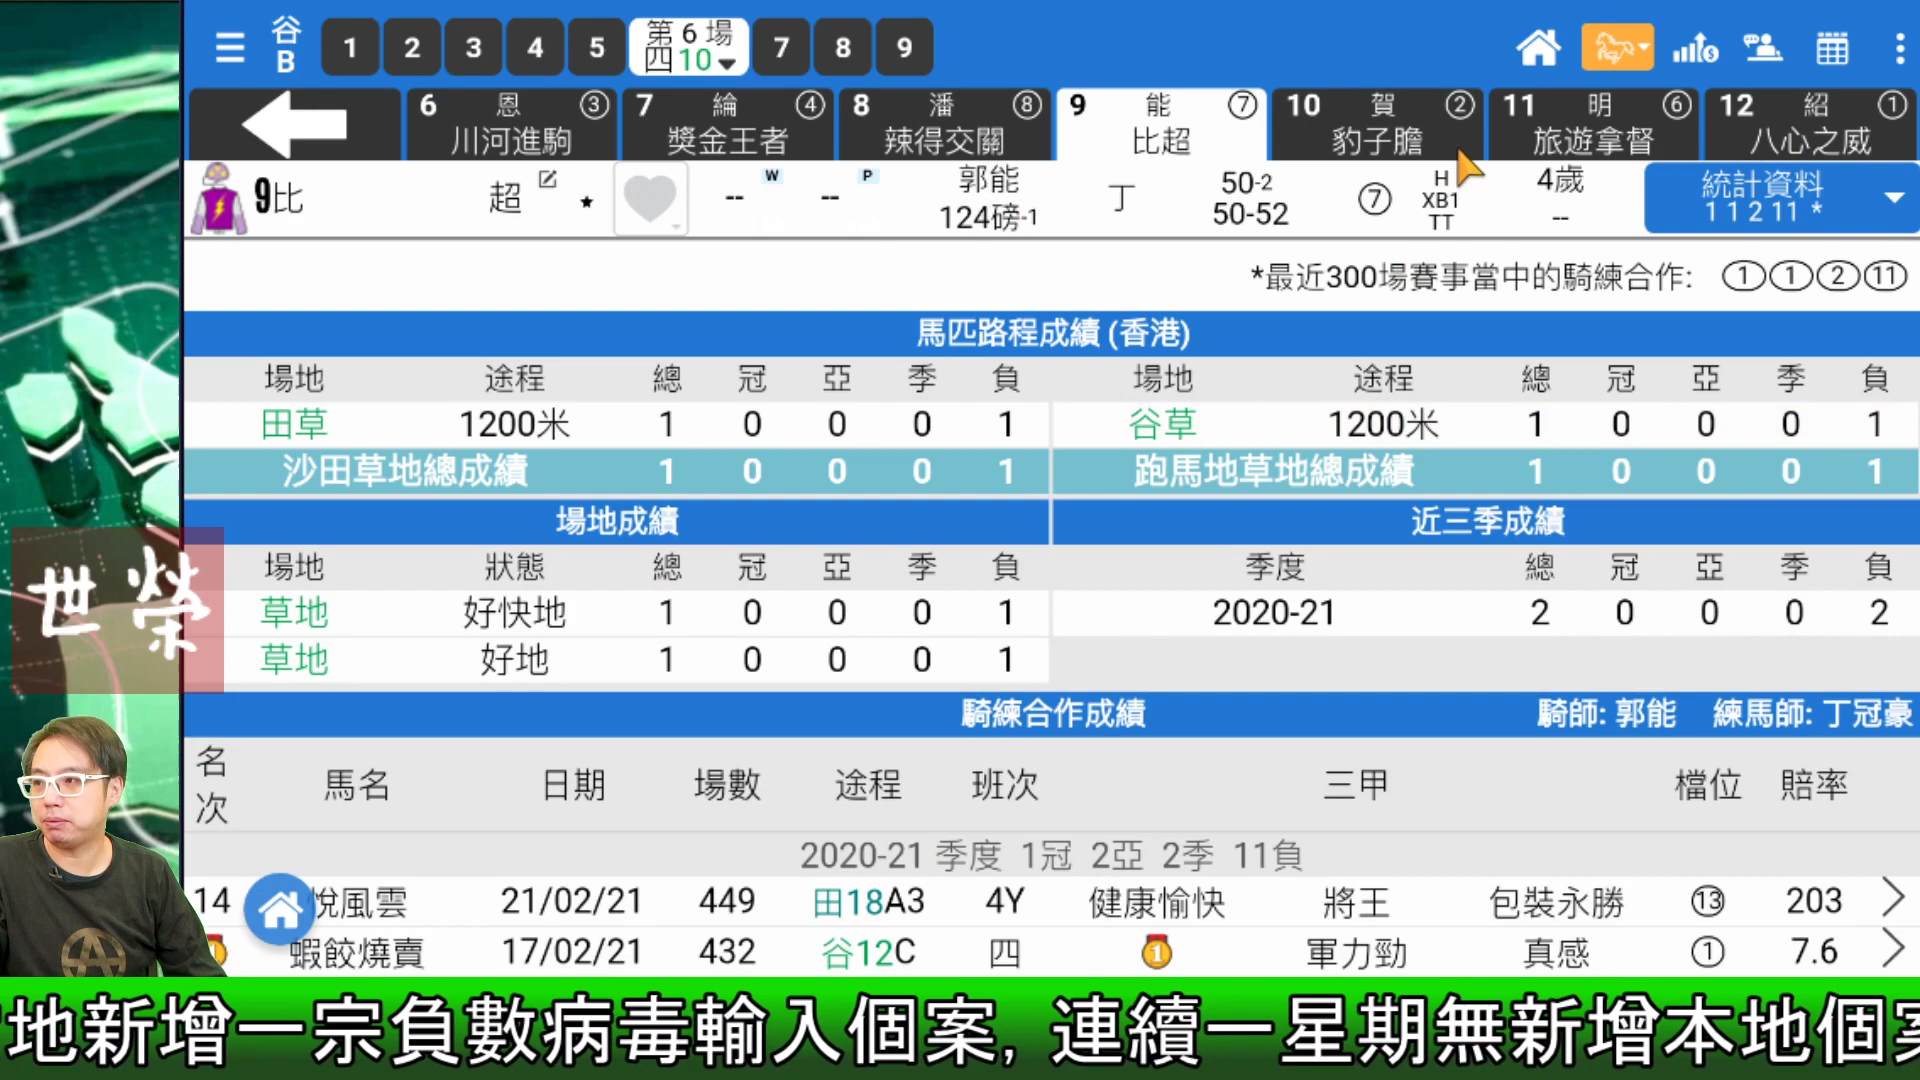 谷B 1 2 3 4 5 第6場 四10 7 8 9
6 恩 ③ 川河進駒
7 綸 ④ 獎金王者
8 潘 ⑧ 辣得交關
9 能 ⑦ 比超
10 賀 ② 豹子膽
11 明 ⑥ 旅遊拿督
12 紹 ① 八心之威
9比 超 ★ -- W -- P 郭能 124磅-1 丁 50-2 50-52 ⑦ H XB1 TT 4歲 -- 統計資料 1 1 2 11 *
*最近300場賽事當中的騎練合作: ①①②⑪
馬匹路程成績 (香港)
場地 途程 總 冠 亞 季 負 場地 途程 總 冠 亞 季 負
田草 1200米 1 0 0 0 1 谷草 1200米 1 0 0 0 1
沙田草地總成績 1 0 0 0 1 跑馬地草地總成績 1 0 0 0 1
場地成績 近三季成績
場地 狀態 總 冠 亞 季 負 季度 總 冠 亞 季 負
草地 好快地 1 0 0 0 1 2020-21 2 0 0 0 2
草地 好地 1 0 0 0 1
世榮
騎練合作成績 騎師: 郭能 練馬師: 丁冠豪
名次 馬名 日期 場數 途程 班次 三甲 檔位 賠率
2020-21 季度 1冠 2亞 2季 11負
14 悅風雲 21/02/21 449 田18A3 4Y 健康愉快 將王 包裝永勝 ⑬ 203
蝦餃燒賣 17/02/21 432 谷12C 四 1 軍力勁 真感 ① 7.6
地新增一宗負數病毒輸入個案, 連續一星期無新增本地個案